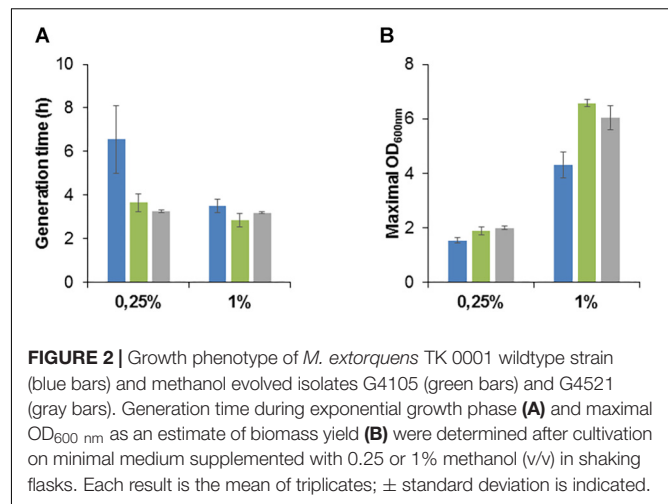 A
B
10
8
6
4
2
0
Generation time (h)
0,25%
1%
8
6
4
2
0
Maximal OD600nm
0,25%
1%
FIGURE 2 | Growth phenotype of M. extorquens TK 0001 wildtype strain
(blue bars) and methanol evolved isolates G4105 (green bars) and G4521
(gray bars). Generation time during exponential growth phase (A) and maximal
OD600 nm as an estimate of biomass yield (B) were determined after cultivation
on minimal medium supplemented with 0.25 or 1% methanol (v/v) in shaking
flasks. Each result is the mean of triplicates; ± standard deviation is indicated.